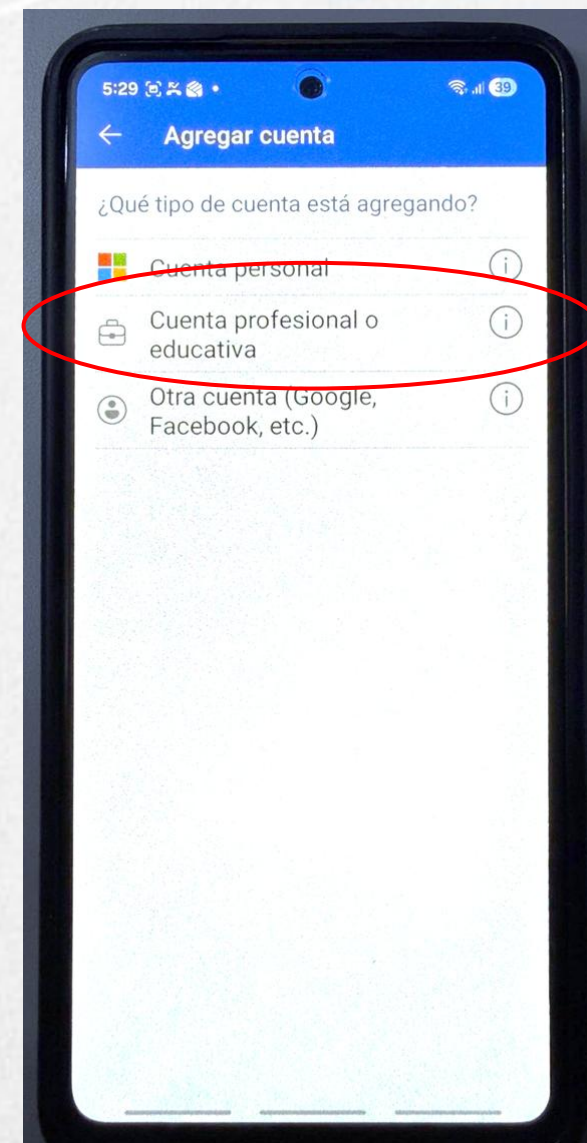 5:29 39
Agregar cuenta
¿Qué tipo de cuenta está agregando?
Cuenta personal
Cuenta profesional o
educativa
Otra cuenta (Google,
Facebook, etc.)